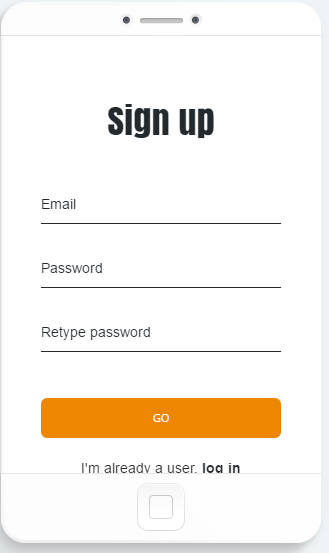 Sign up
Email
Password
Retype password
GO
I'm already a user, log in